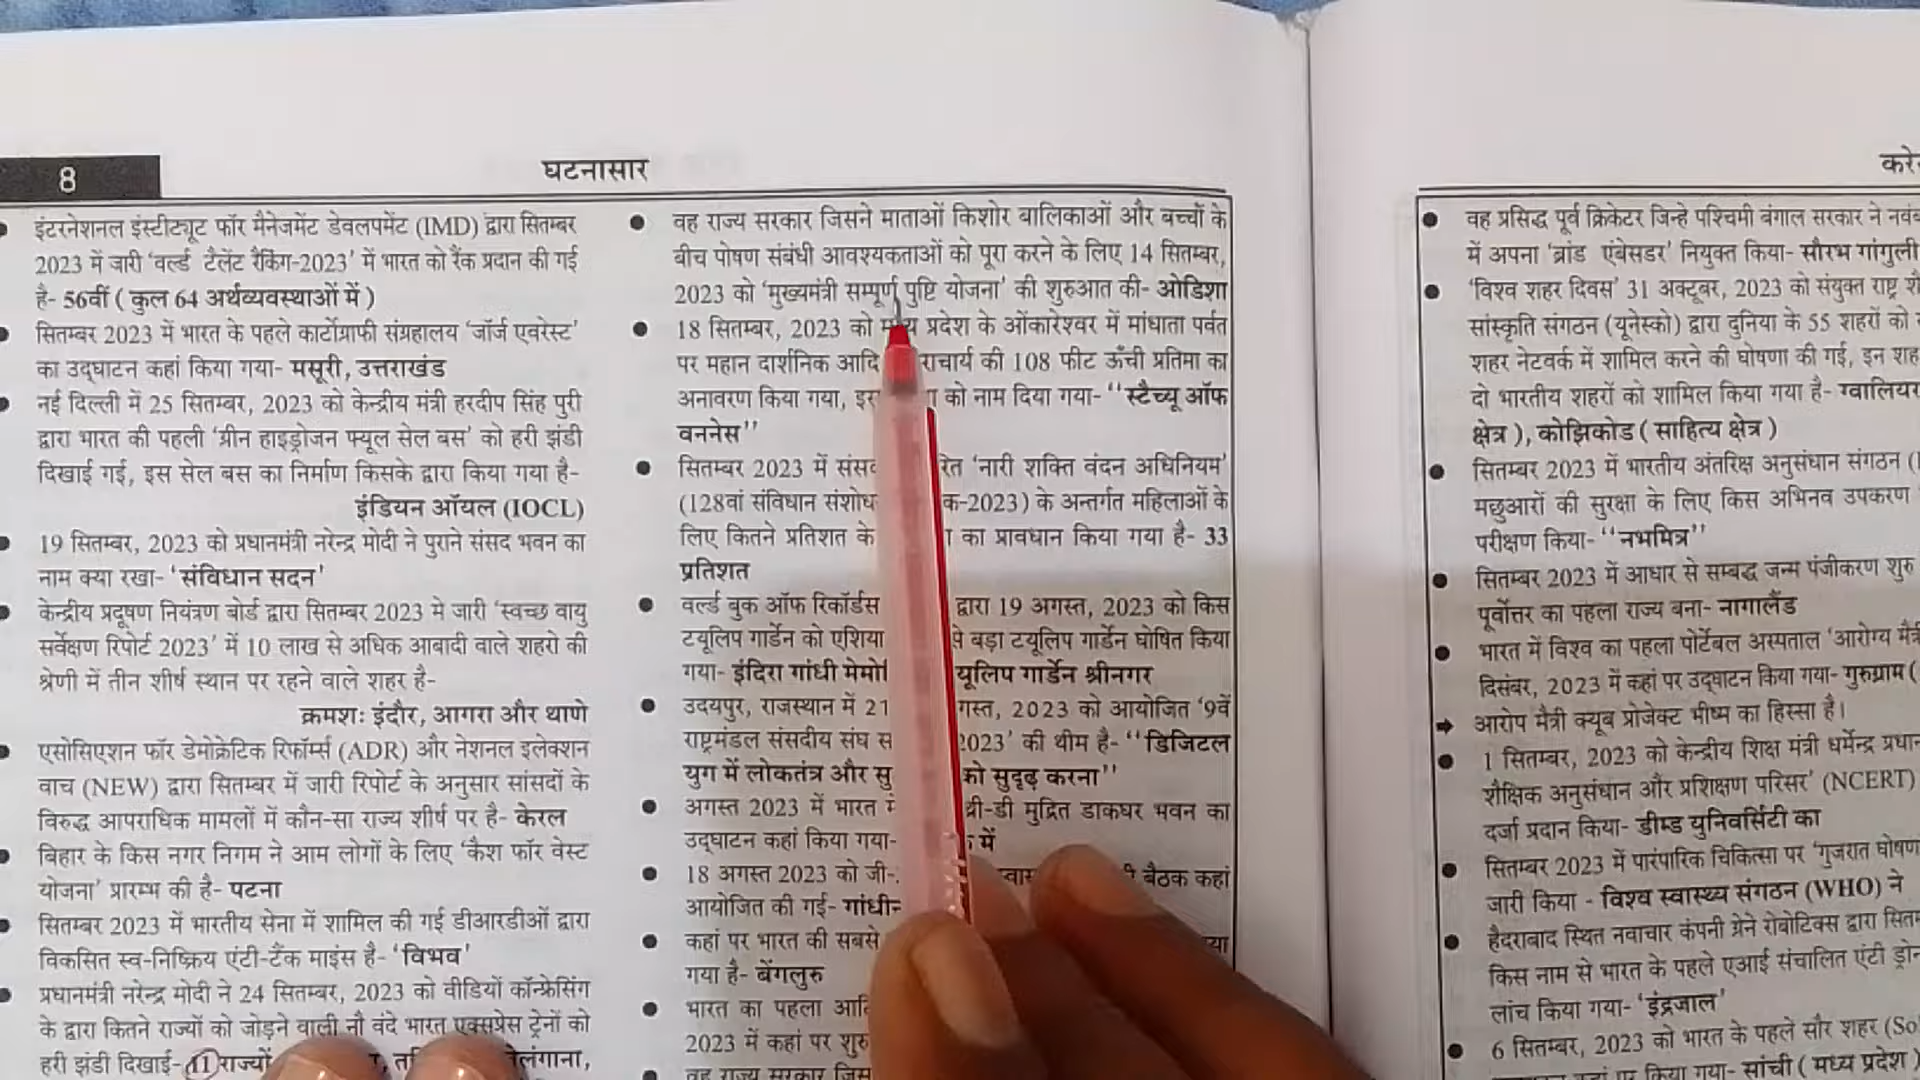 8
घटनासार
इंटरनेशनल इंस्टीट्यूट फॉर मैनेजमेंट डेवलपमेंट (IMD) द्वारा सितम्बर
2023 में जारी 'वर्ल्ड टैलेंट रैंकिंग-2023' में भारत को रैंक प्रदान की गई
है- 56वीं ( कुल 64 अर्थव्यवस्थाओं में )
सितम्बर 2023 में भारत के पहले कार्टोग्राफी संग्रहालय 'जॉर्ज एवरेस्ट'
का उद्घाटन कहां किया गया- मसूरी, उत्तराखंड
नई दिल्ली में 25 सितम्बर, 2023 को केन्द्रीय मंत्री हरदीप सिंह पुरी
द्वारा भारत की पहली 'ग्रीन हाइड्रोजन फ्यूल सेल बस' को हरी झंडी
दिखाई गई, इस सेल बस का निर्माण किसके द्वारा किया गया है-
इंडियन ऑयल (IOCL)
19 सितम्बर, 2023 को प्रधानमंत्री नरेन्द्र मोदी ने पुराने संसद भवन का
नाम क्या रखा- 'संविधान सदन'
केन्द्रीय प्रदूषण नियंत्रण बोर्ड द्वारा सितम्बर 2023 मे जारी 'स्वच्छ वायु
सर्वेक्षण रिपोर्ट 2023' में 10 लाख से अधिक आबादी वाले शहरो की
श्रेणी में तीन शीर्ष स्थान पर रहने वाले शहर है-
क्रमशः इंदौर, आगरा और थाणे
एसोसिएशन फॉर डेमोक्रेटिक रिफॉर्म्स (ADR) और नेशनल इलेक्शन
वाच (NEW) द्वारा सितम्बर में जारी रिपोर्ट के अनुसार सांसदों के
विरुद्ध आपराधिक मामलों में कौन-सा राज्य शीर्ष पर है- केरल
बिहार के किस नगर निगम ने आम लोगों के लिए 'कैश फॉर वेस्ट
योजना' प्रारम्भ की है- पटना
सितम्बर 2023 में भारतीय सेना में शामिल की गई डीआरडीओं द्वारा
विकसित स्व-निष्क्रिय एंटी-टैंक माइंस है- 'विभव'
प्रधानमंत्री नरेन्द्र मोदी ने 24 सितम्बर, 2023 को वीडियों कॉन्फ्रेसिंग
के द्वारा कितने राज्यों को जोड़ने वाली नौ वंदे भारत एक्सप्रेस ट्रेनों को
हरी झंडी दिखाई- 11 राज्यों
वह राज्य सरकार जिसने माताओं किशोर बालिकाओं और बच्चों के
बीच पोषण संबंधी आवश्यकताओं को पूरा करने के लिए 14 सितम्बर,
2023 को 'मुख्यमंत्री सम्पूर्ण पुष्टि योजना' की शुरुआत की- ओडिशा
18 सितम्बर, 2023 को प्रदेश के ओंकारेश्वर में मांधाता पर्वत
पर महान दार्शनिक आदि की 108 फीट ऊँची प्रतिमा का
अनावरण किया गया, को नाम दिया गया- ''स्टैच्यू ऑफ
वननेस''
सितम्बर 2023 में 'नारी शक्ति वंदन अधिनियम'
(128वां संविधान के अन्तर्गत महिलाओं के
लिए कितने प्रतिशत के का प्रावधान किया गया है- 33
प्रतिशत
वर्ल्ड बुक ऑफ रिकॉर्डस द्वारा 19 अगस्त, 2023 को किस
टयूलिप गार्डेन को एशिया बड़ा टयूलिप गार्डेन घोषित किया
गया- इंदिरा गांधी गार्डेन श्रीनगर
उदयपुर, राजस्थान में 2023 को आयोजित '9वें
राष्ट्रमंडल संसदीय संघ की थीम है- ''डिजिटल
युग में लोकतंत्र और को सुदृढ़ करना''
अगस्त 2023 में भारत थ्री-डी मुद्रित डाकघर भवन का
उद्घाटन कहां किया गया- में
18 अगस्त 2023 को बैठक कहां
आयोजित की गई-
कहां पर भारत की सबसे
गया है- बेंगलुरु
भारत का पहला
2023 में कहां पर
वह राज्य सरकार
वह प्रसिद्ध पूर्व क्रिकेटर जिन्हे पश्चिमी बंगाल सरकार ने
में अपना 'ब्रांड एंबेसडर' नियुक्त किया- सौरभ गांगुली
'विश्व शहर दिवस' 31 अक्टूबर, 2023 को संयुक्त राष्ट्र
सांस्कृति संगठन (यूनेस्को) द्वारा दुनिया के 55 शहरों को
शहर नेटवर्क में शामिल करने की घोषणा की गई, इन
दो भारतीय शहरों को शामिल किया गया है- ग्वालियर
क्षेत्र ), कोझिकोड ( साहित्य क्षेत्र )
सितम्बर 2023 में भारतीय अंतरिक्ष अनुसंधान संगठन
मछुआरों की सुरक्षा के लिए किस अभिनव उपकरण
परीक्षण किया- ''नभमित्र''
सितम्बर 2023 में आधार से सम्बद्ध जन्म पंजीकरण शुरु
पूर्वोत्तर का पहला राज्य बना- नागालैंड
भारत में विश्व का पहला पोर्टेबल अस्पताल 'आरोग्य
दिसंबर, 2023 में कहां पर उद्घाटन किया गया- गुरुग्राम (
आरोप मैत्री क्यूब प्रोजेक्ट भीष्म का हिस्सा है।
1 सितम्बर, 2023 को केन्द्रीय शिक्ष मंत्री धर्मेन्द्र
शैक्षिक अनुसंधान और प्रशिक्षण परिसर' (NCERT)
दर्जा प्रदान किया- डीम्ड युनिवर्सिटी का
सितम्बर 2023 में पारंपारिक चिकित्सा पर 'गुजरात
जारी किया - विश्व स्वास्थ्य संगठन (WHO) ने
हैदराबाद स्थित नवाचार कंपनी ग्रेने रोबोटिक्स द्वारा
किस नाम से भारत के पहले एआई संचालित एंटी
लांच किया गया- 'इंद्रजाल'
6 सितम्बर, 2023 को भारत के पहले सौर शहर
किया गया- सांची ( मध्य प्रदेश )